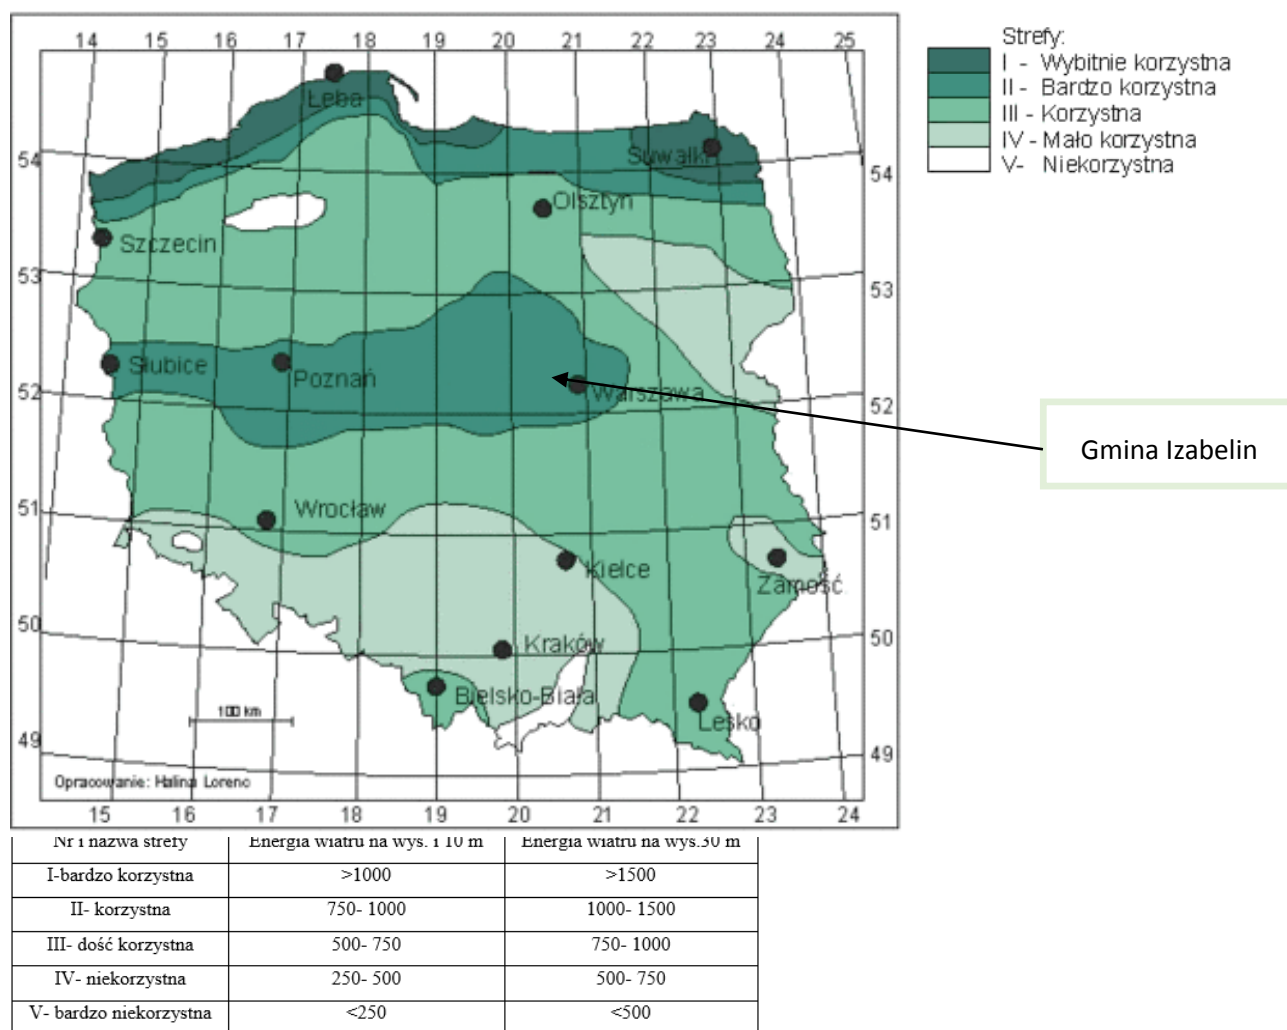 14 15 16 17 18 19 20 21 22 23 24 25
Strefy:
I - Wybitnie korzystna
II - Bardzo korzystna
III - Korzystna
IV - Mało korzystna
V- Niekorzystna
Łeba
54
Suwałki
54
Olsztyn
Szczecin
53
53
Słubice
Poznań
Warszawa
52
52
Gmina Izabelin
Wrocław
51
51
Kielce
Zamość
50
50
Kraków
Bielsko-Biała
Lesko
100 km
49
49
Opracowanie: Halina Lorenc
15 16 17 18 19 20 21 22 23 24
Nr i nazwa strefy Energia wiatru na wys. i 10 m Energia wiatru na wys.30 m
I-bardzo korzystna >1000 >1500
II- korzystna 750- 1000 1000- 1500
III- dość korzystna 500- 750 750- 1000
IV- niekorzystna 250- 500 500- 750
V- bardzo niekorzystna <250 <500